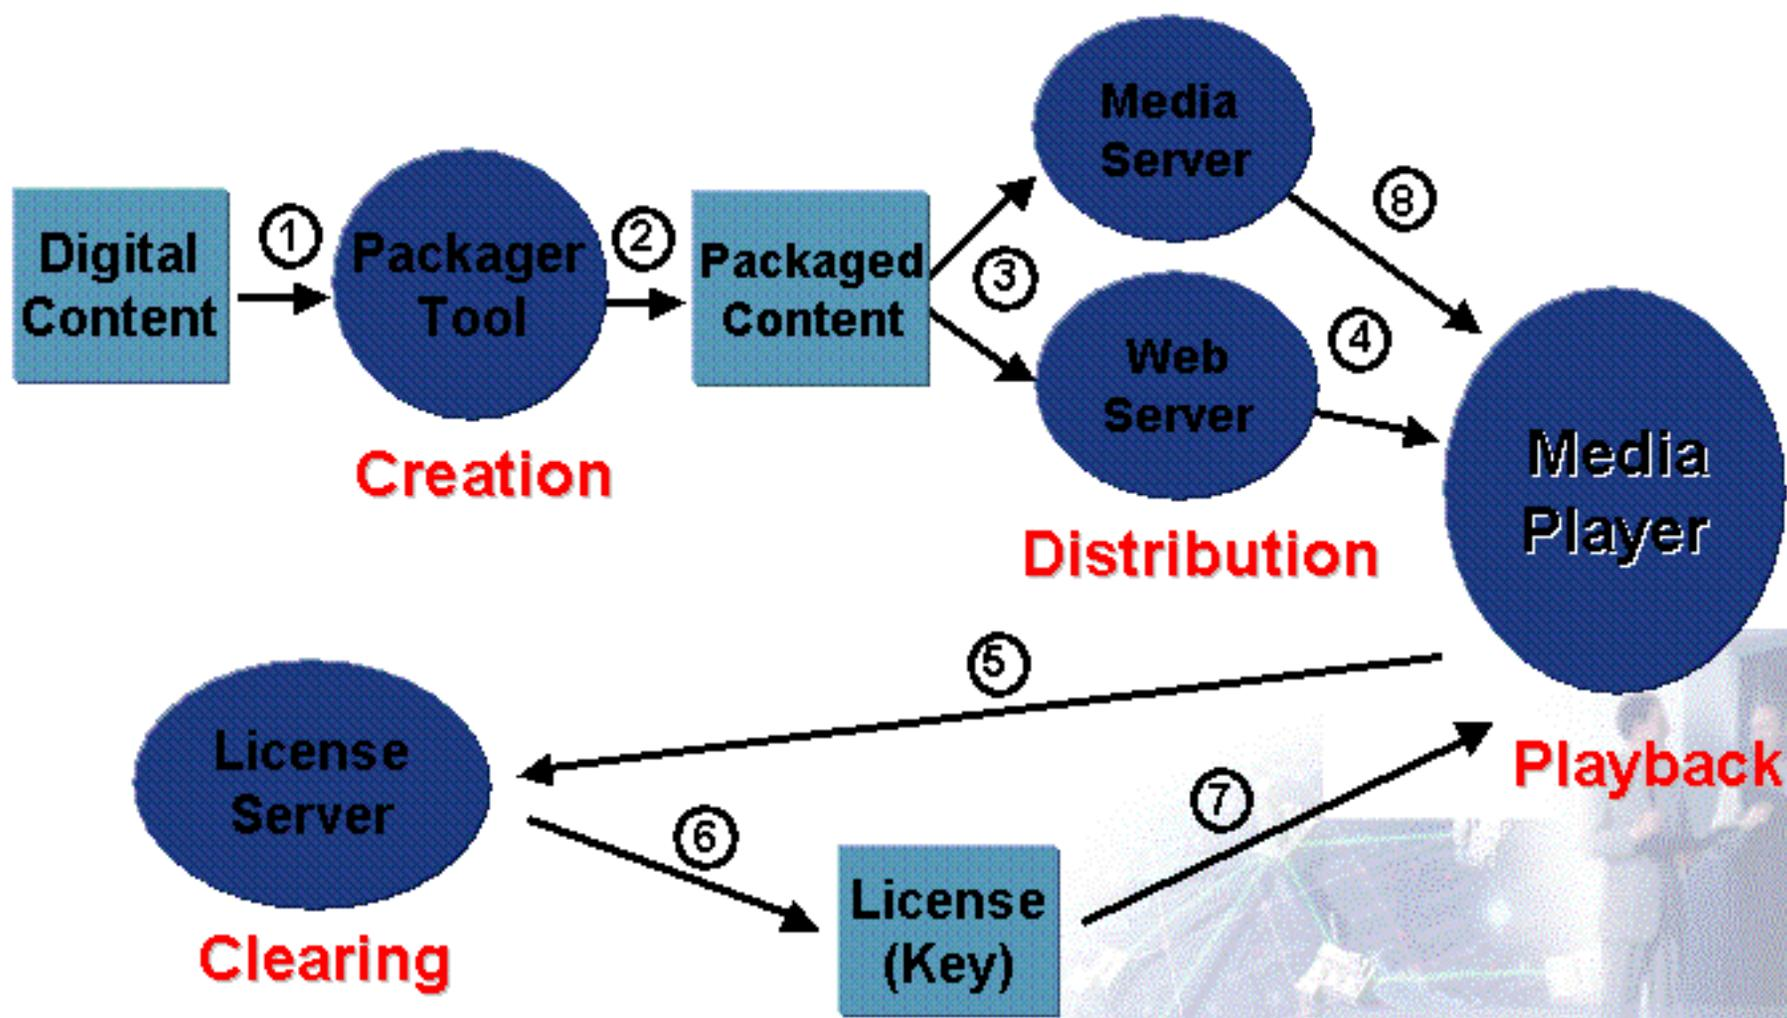 Media
Server
8
Digital
Content
1
Packager
Tool
2
Packaged
Content
3
Web
Server
4
Media
Player
Creation
Distribution
5
License
Server
6
7
Playback
License
(Key)
Clearing